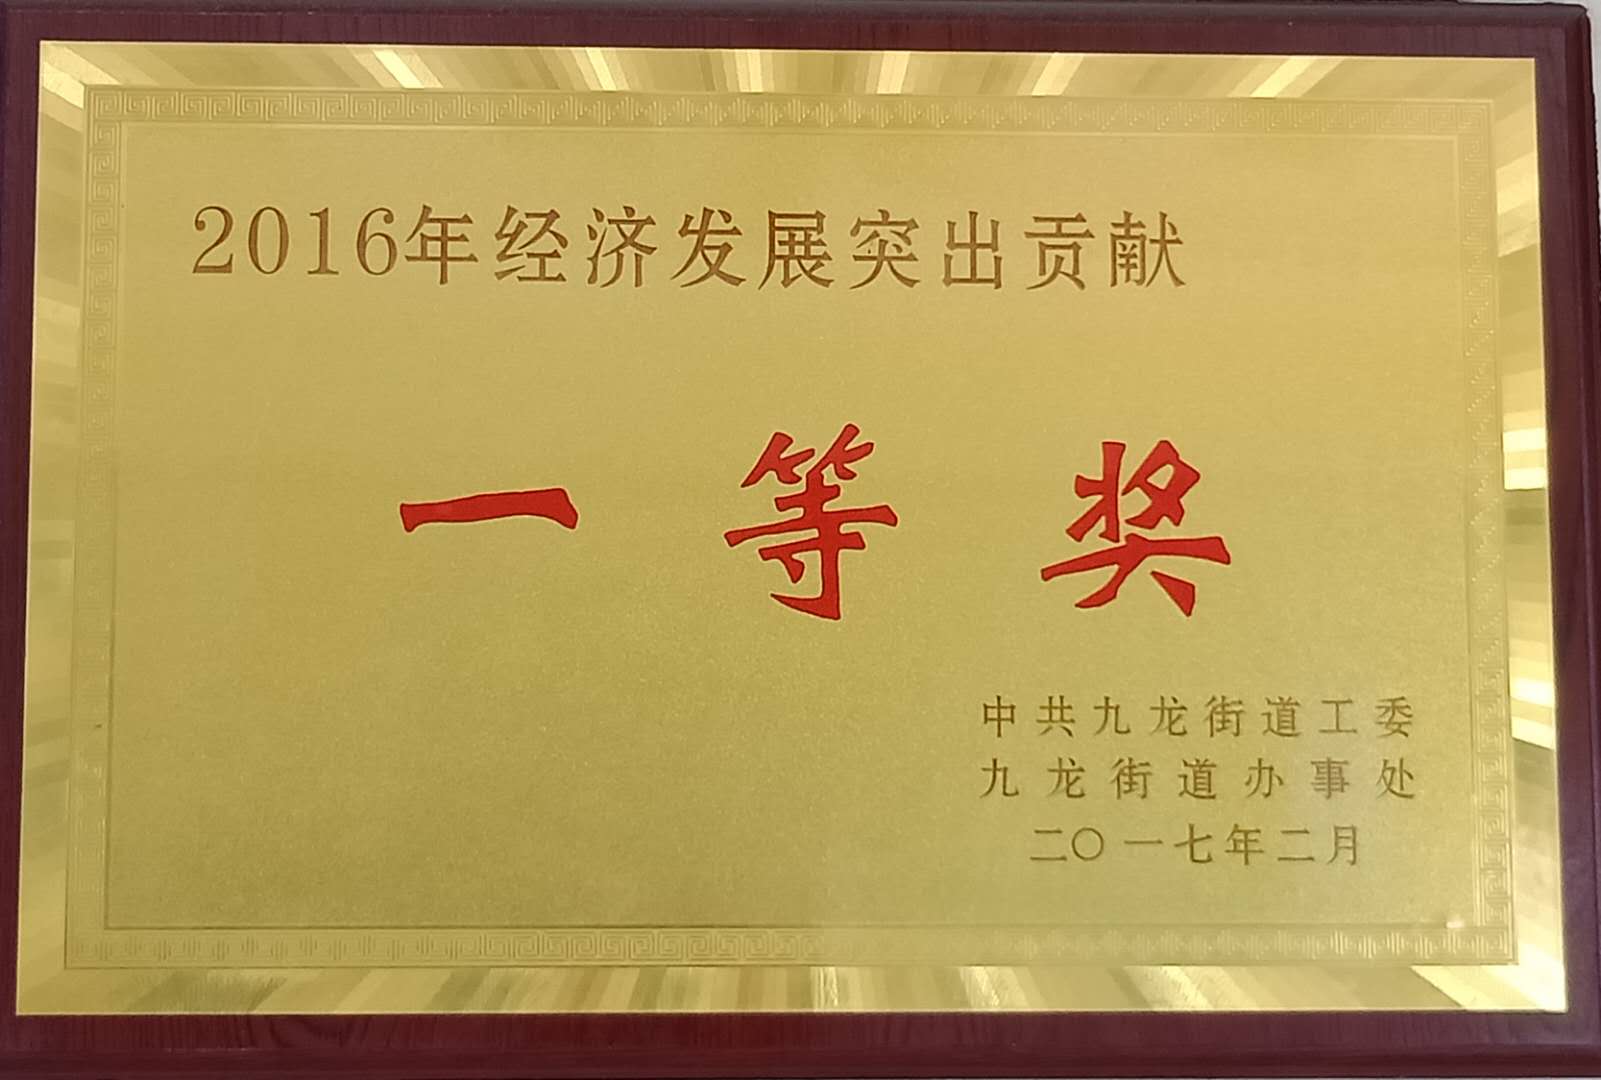 2016年经济发展突出贡献
一等奖
中共九龙街道工委
九龙街道办事处
二〇一七年二月